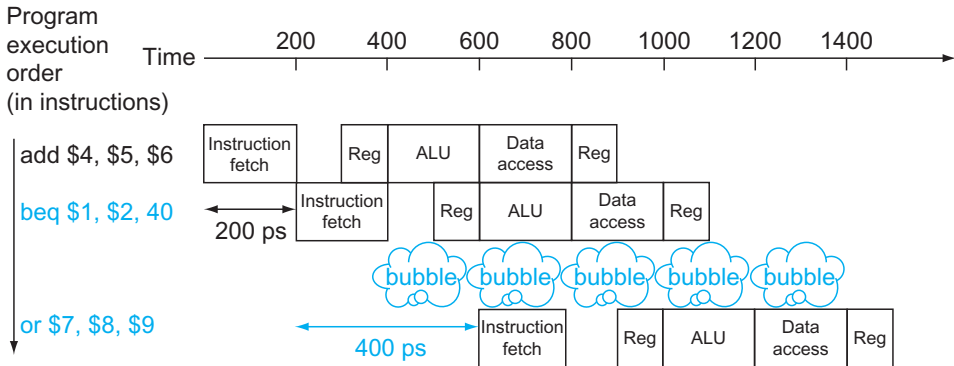 Program
execution
order
(in instructions)
Time
200 400 600 800 1000 1200 1400
add $4, $5, $6
Instruction
fetch
Reg
ALU
Data
access
Reg
beq $1, $2, 40
200 ps
Instruction
fetch
Reg
ALU
Data
access
Reg
bubble bubble bubble bubble bubble
or $7, $8, $9
400 ps
Instruction
fetch
Reg
ALU
Data
access
Reg